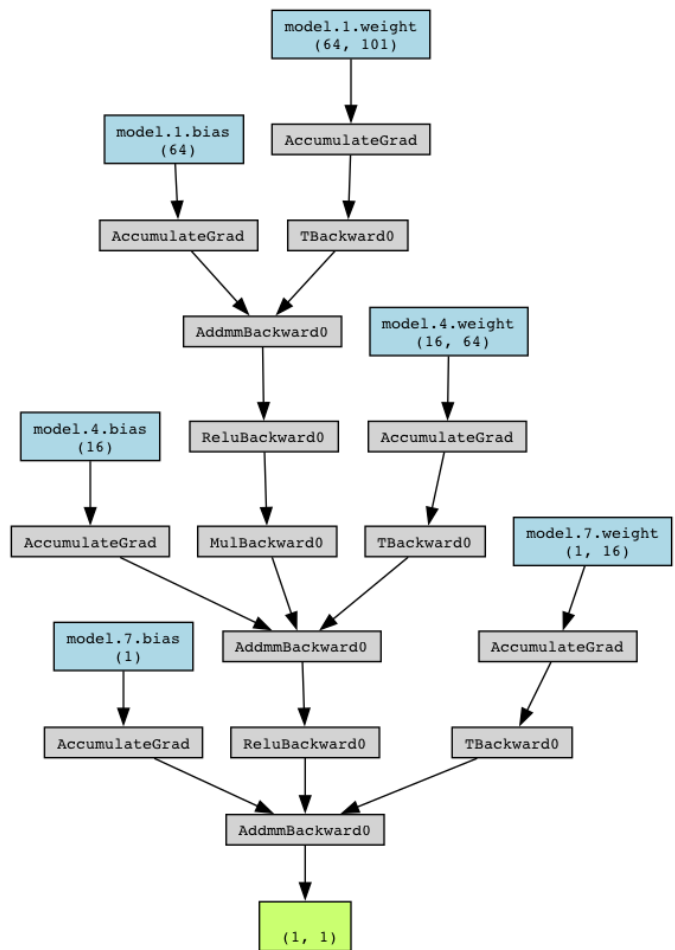 model.1.weight
(64, 101)
model.1.bias
(64)
AccumulateGrad
AccumulateGrad
TBackward0
AddmmBackward0
model.4.weight
(16, 64)
model.4.bias
(16)
ReluBackward0
AccumulateGrad
AccumulateGrad
MulBackward0
TBackward0
model.7.weight
(1, 16)
model.7.bias
(1)
AddmmBackward0
AccumulateGrad
AccumulateGrad
ReluBackward0
TBackward0
AddmmBackward0
(1, 1)